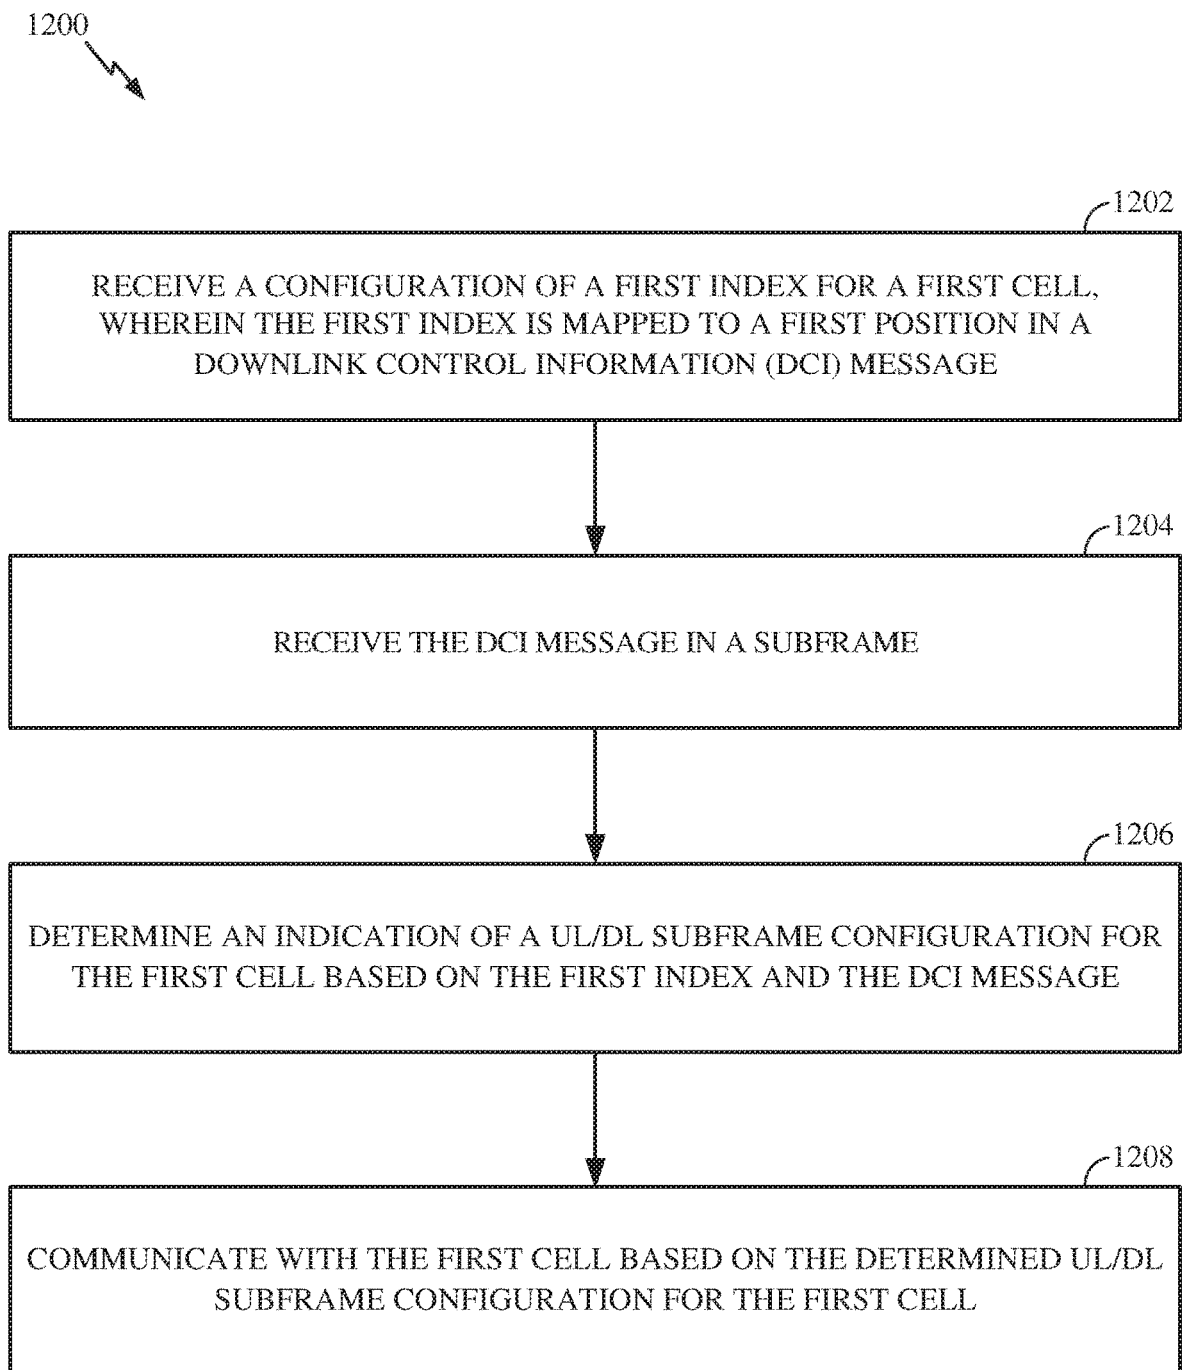 1200
1202
RECEIVE A CONFIGURATION OF A FIRST INDEX FOR A FIRST CELL,
WHEREIN THE FIRST INDEX IS MAPPED TO A FIRST POSITION IN A
DOWNLINK CONTROL INFORMATION (DCI) MESSAGE
1204
RECEIVE THE DCI MESSAGE IN A SUBFRAME
1206
DETERMINE AN INDICATION OF A UL/DL SUBFRAME CONFIGURATION FOR
THE FIRST CELL BASED ON THE FIRST INDEX AND THE DCI MESSAGE
1208
COMMUNICATE WITH THE FIRST CELL BASED ON THE DETERMINED UL/DL
SUBFRAME CONFIGURATION FOR THE FIRST CELL